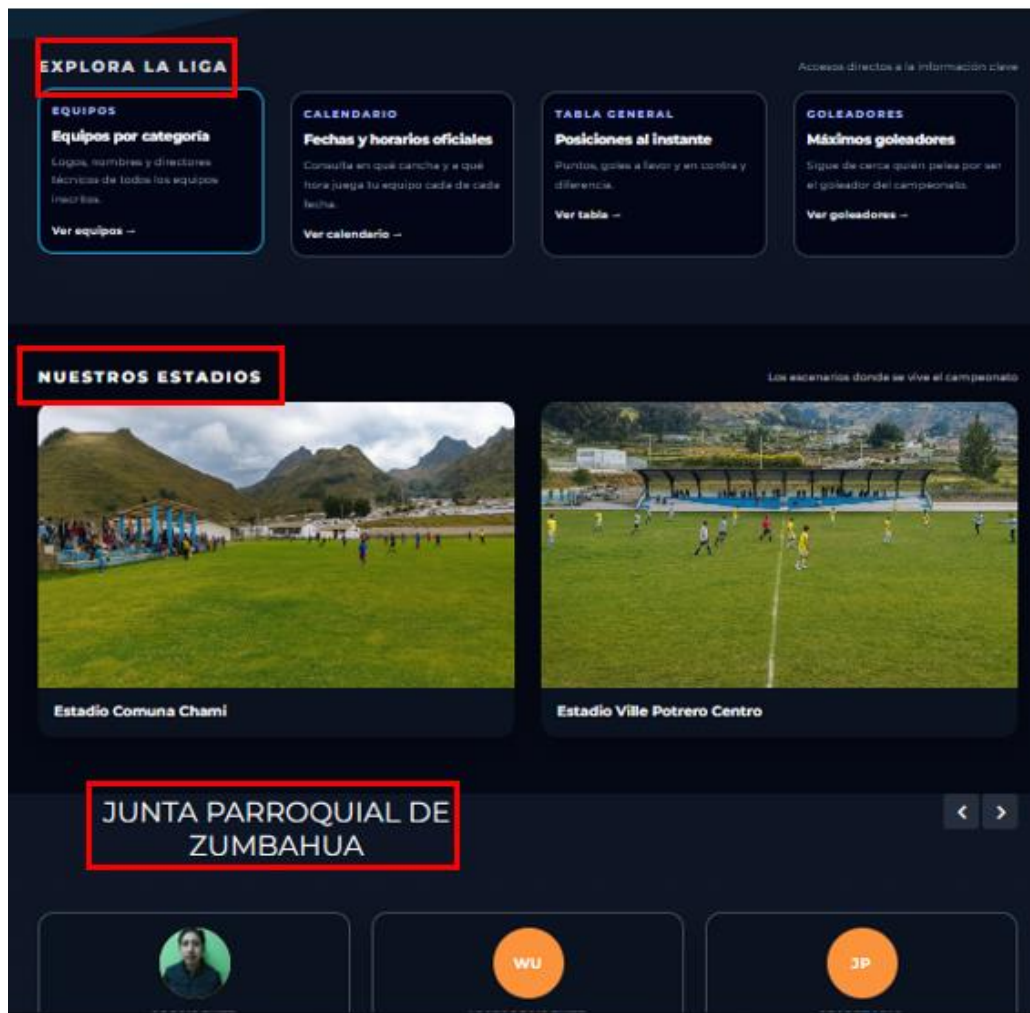 EXPLORA LA LIGA
Accesos directos a la información clave
EQUIPOS
Equipos por categoría
Logos, nombres y directores
técnicos de todos los equipos
inscritos.
Ver equipos →
CALENDARIO
Fechas y horarios oficiales
Consulta en qué cancha y a qué
hora juega tu equipo cada de cada
fecha.
Ver calendario →
TABLA GENERAL
Posiciones al instante
Puntos, goles a favor y en contra y
diferencia.
Ver tabla →
GOLEADORES
Máximos goleadores
Sigue de cerca quién pelea por ser
el goleador del campeonato.
Ver goleadores →
NUESTROS ESTADIOS
Los escenarios donde se vive el campeonato
Estadio Comuna Chami
Estadio Ville Potrero Centro
JUNTA PARROQUIAL DE
ZUMBAHUA
WU
JP